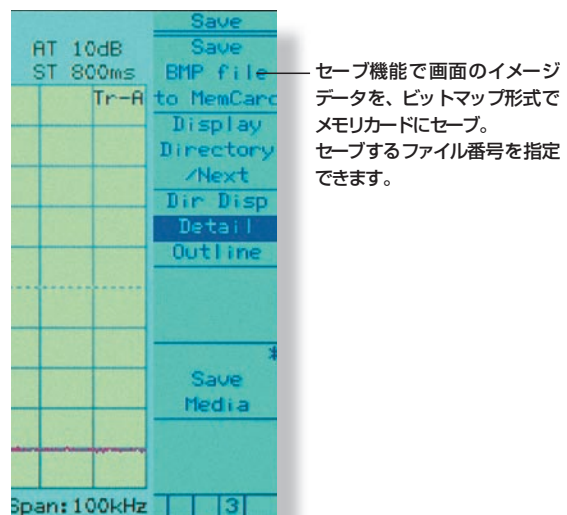 Save
AT 10dB
ST 800ms
Tr-A
Save
BMP file
to MemCard
Display
Directory
/Next
Dir Disp
Detail
Outline
*
Save
Media
Span:100kHz
3
セーブ機能で画面のイメージ
データを、ビットマップ形式で
メモリカードにセーブ。
セーブするファイル番号を指定
できます。